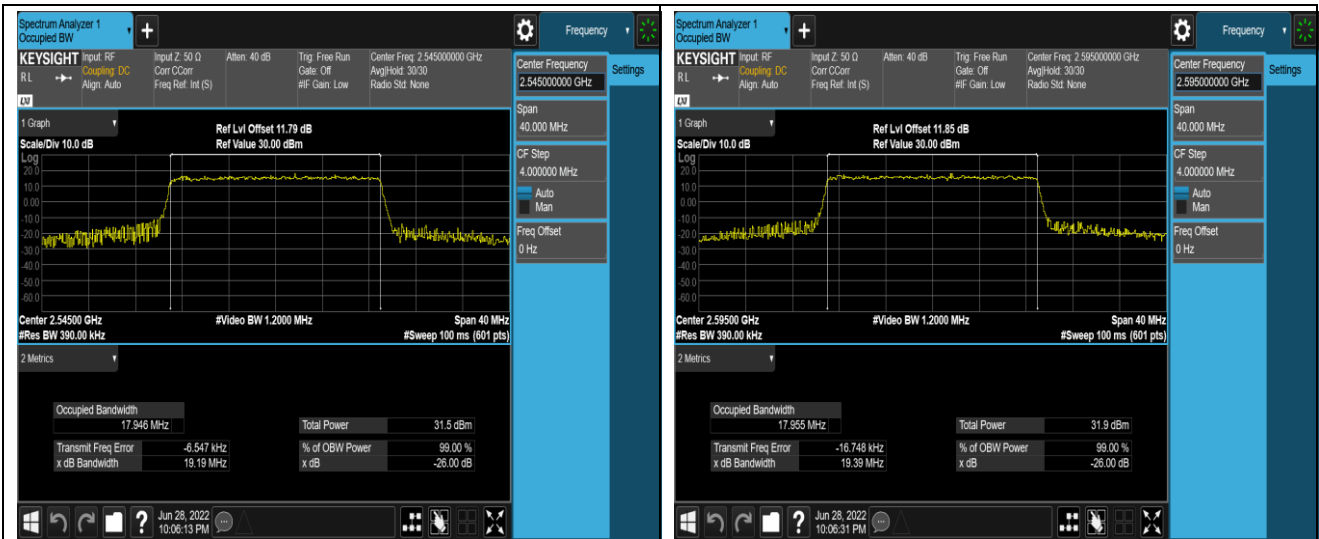 Spectrum Analyzer 1
Occupied BW
+
Frequency
KEYSIGHT
Input: RF
Input Z: 50 Ω
Atten: 40 dB
Trig: Free Run
Center Freq: 2.545000000 GHz
RL
Coupling: DC
Corr CCorr
Gate: Off
Avg|Hold: 30/30
Align: Auto
Freq Ref: Int (S)
#IF Gain: Low
Radio Std: None
LXI
Center Frequency
2.545000000 GHz
Settings
Span
40.000 MHz
CF Step
4.000000 MHz
Auto
Man
Freq Offset
0 Hz
1 Graph
Ref Lvl Offset 11.79 dB
Scale/Div 10.0 dB
Ref Value 30.00 dBm
Log
20.0
10.0
0.00
-10.0
-20.0
-30.0
-40.0
-50.0
-60.0
Center 2.54500 GHz
#Video BW 1.2000 MHz
Span 40 MHz
#Res BW 390.00 kHz
#Sweep 100 ms (601 pts)
2 Metrics
Occupied Bandwidth
17.946 MHz
Total Power 31.5 dBm
Transmit Freq Error -6.547 kHz
% of OBW Power 99.00 %
x dB Bandwidth 19.19 MHz
x dB -26.00 dB
?
Jun 28, 2022
10:06:13 PM
Spectrum Analyzer 1
Occupied BW
+
Frequency
KEYSIGHT
Input: RF
Input Z: 50 Ω
Atten: 40 dB
Trig: Free Run
Center Freq: 2.595000000 GHz
RL
Coupling: DC
Corr CCorr
Gate: Off
Avg|Hold: 30/30
Align: Auto
Freq Ref: Int (S)
#IF Gain: Low
Radio Std: None
LXI
Center Frequency
2.595000000 GHz
Settings
Span
40.000 MHz
CF Step
4.000000 MHz
Auto
Man
Freq Offset
0 Hz
1 Graph
Ref Lvl Offset 11.85 dB
Scale/Div 10.0 dB
Ref Value 30.00 dBm
Log
20.0
10.0
0.00
-10.0
-20.0
-30.0
-40.0
-50.0
-60.0
Center 2.59500 GHz
#Video BW 1.2000 MHz
Span 40 MHz
#Res BW 390.00 kHz
#Sweep 100 ms (601 pts)
2 Metrics
Occupied Bandwidth
17.955 MHz
Total Power 31.9 dBm
Transmit Freq Error -16.748 kHz
% of OBW Power 99.00 %
x dB Bandwidth 19.39 MHz
x dB -26.00 dB
?
Jun 28, 2022
10:06:31 PM